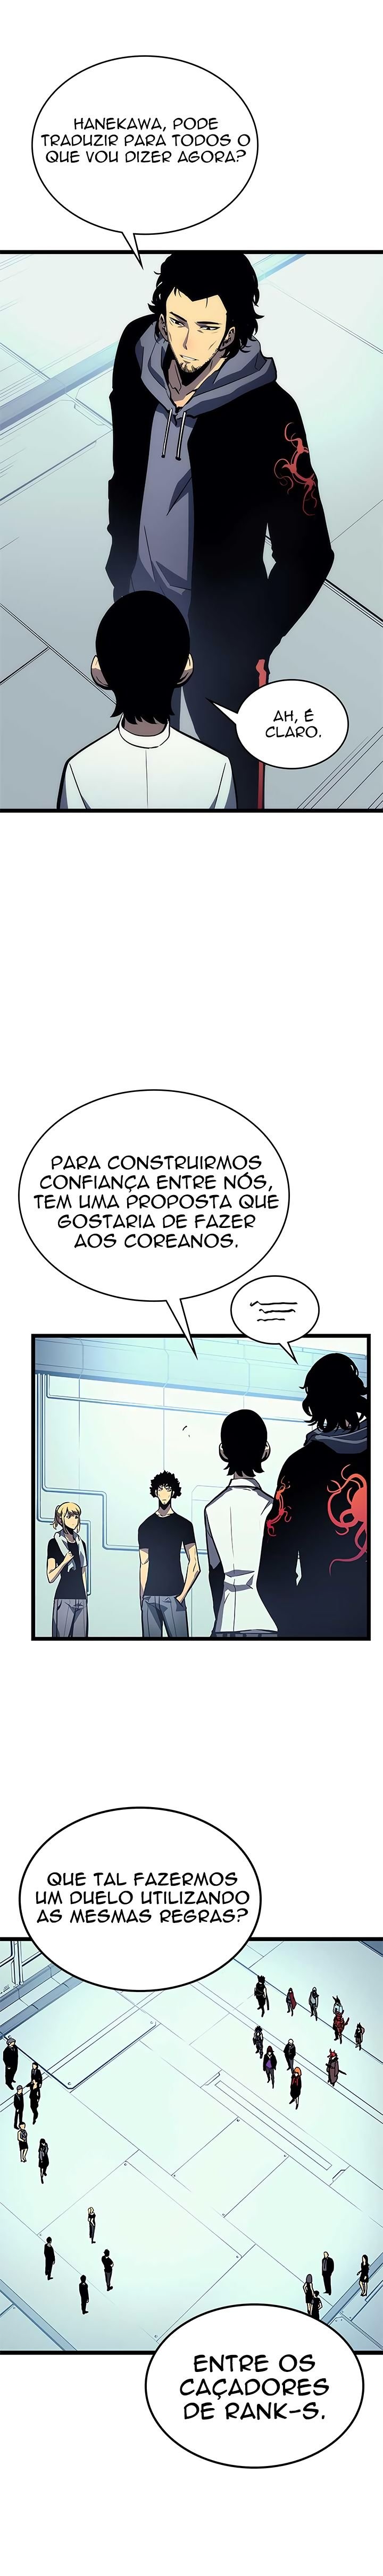 HANEKAWA, PODE
TRADUZIR PARA TODOS O
QUE VOU DIZER AGORA?
AH, É
CLARO.
PARA CONSTRUIRMOS
CONFIANÇA ENTRE NÓS,
TEM UMA PROPOSTA QUE
GOSTARIA DE FAZER
AOS COREANOS.
QUE TAL FAZERMOS
UM DUELO UTILIZANDO
AS MESMAS REGRAS?
ENTRE OS
CAÇADORES
DE RANK-S.